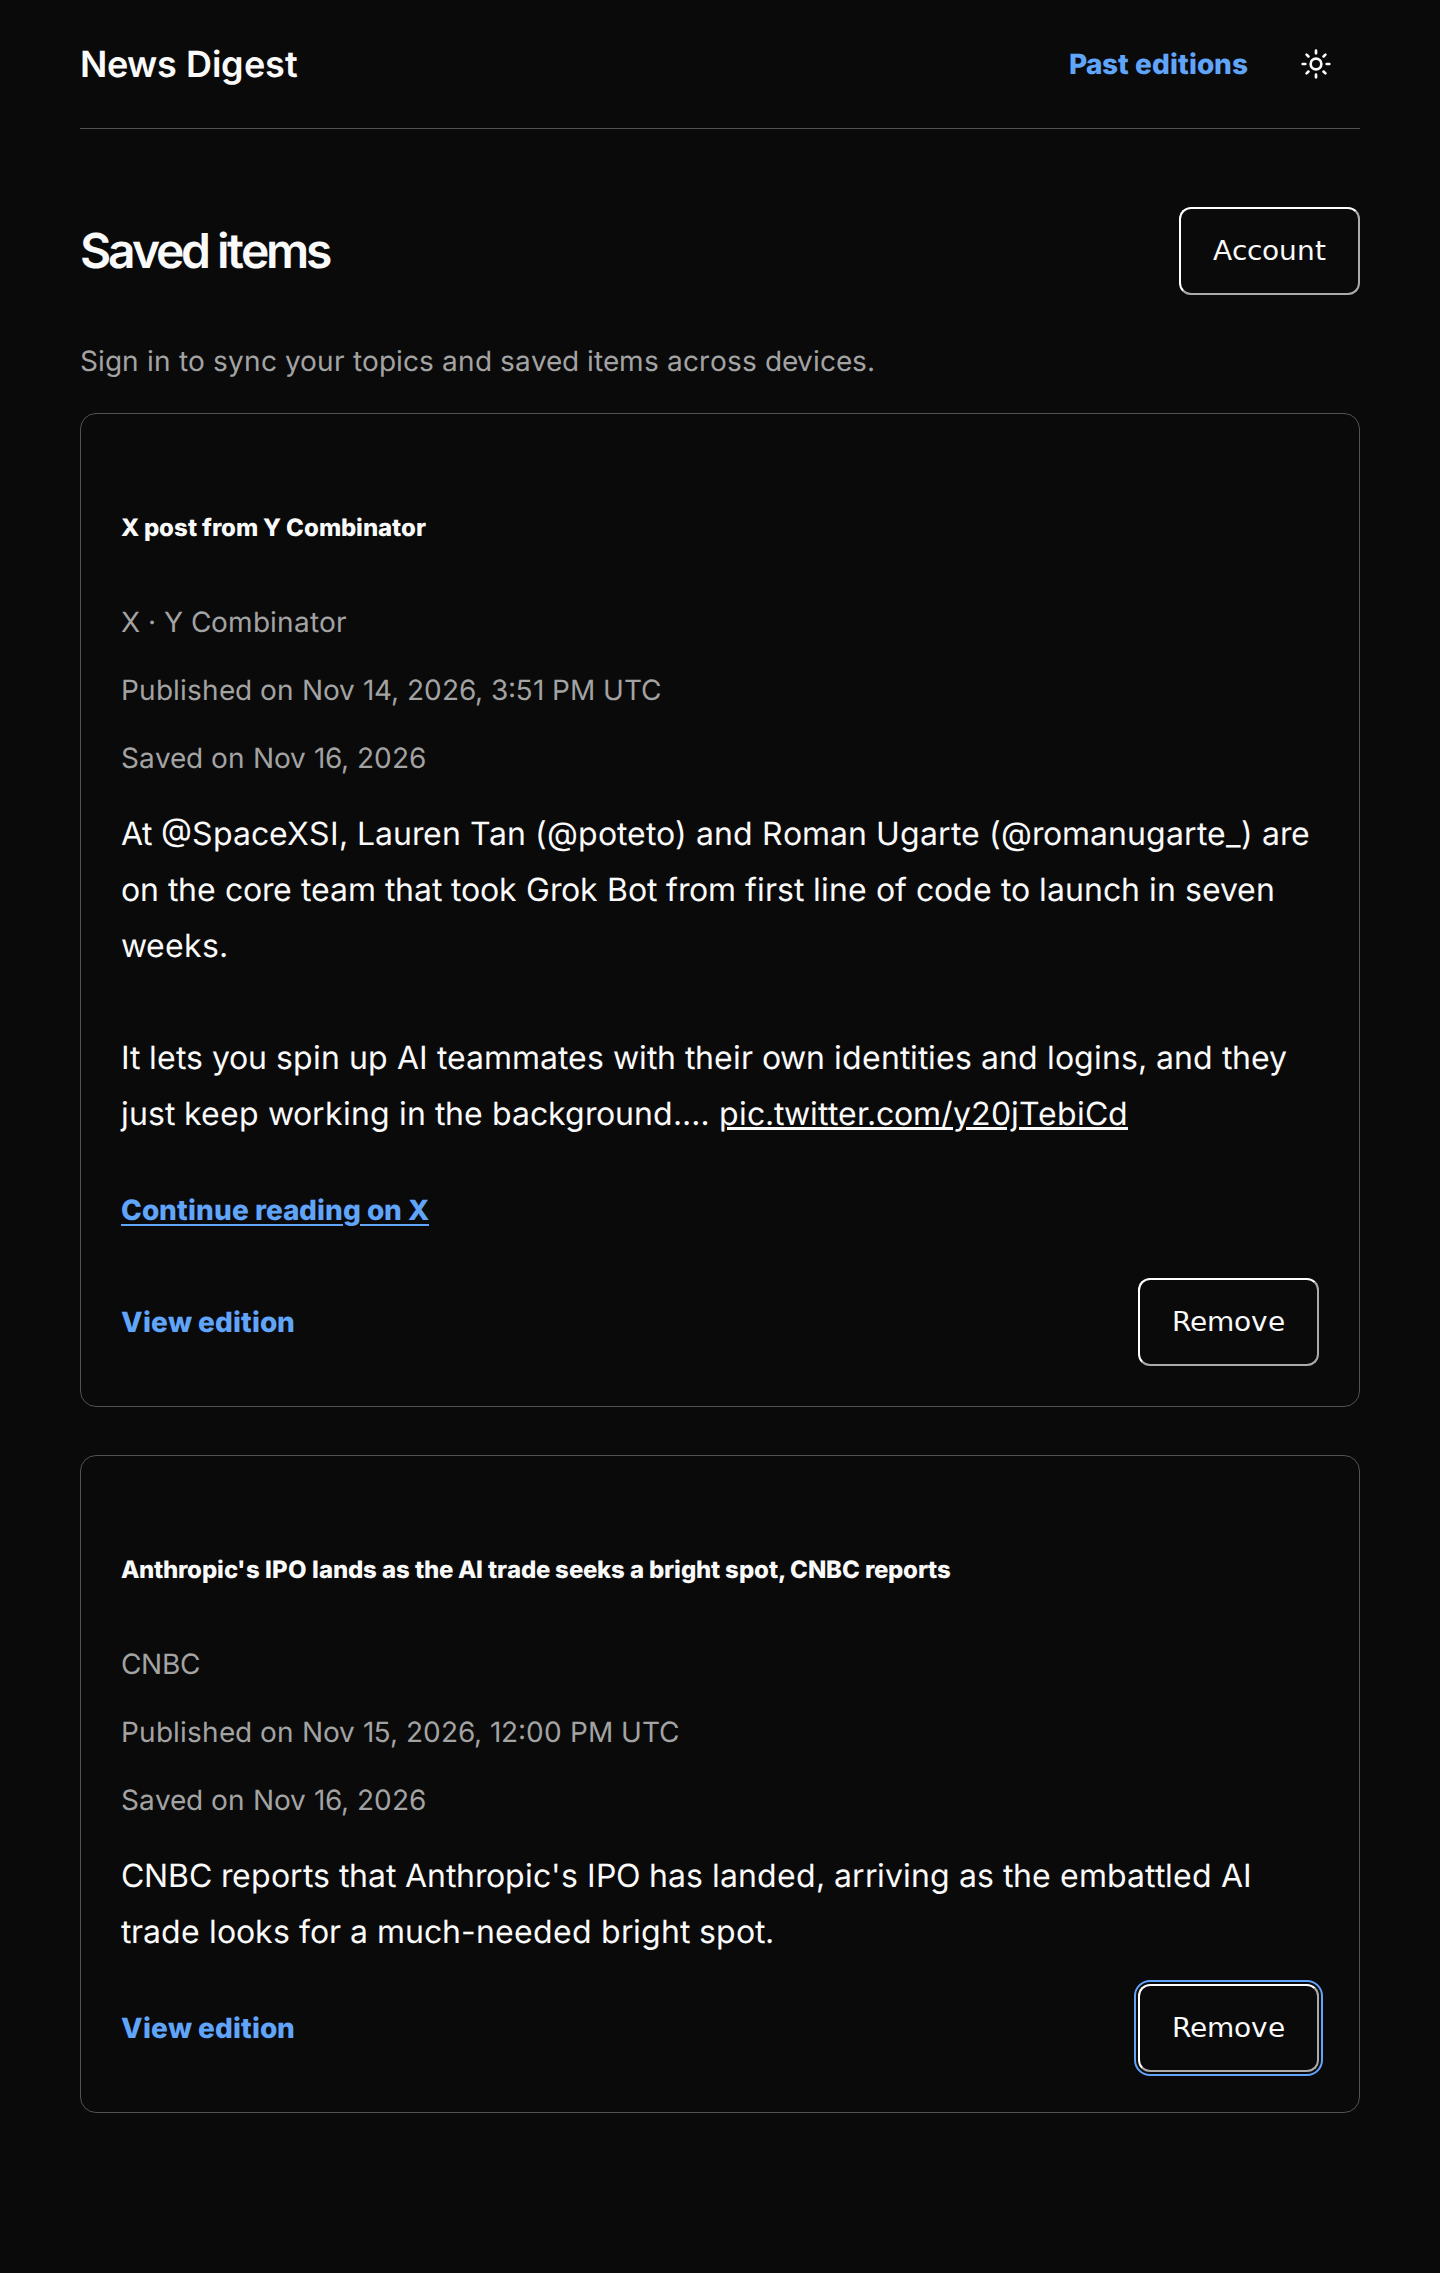 News Digest
Past editions
Saved items
Account
Sign in to sync your topics and saved items across devices.
X post from Y Combinator
X · Y Combinator
Published on Nov 14, 2026, 3:51 PM UTC
Saved on Nov 16, 2026
At @SpaceXSI, Lauren Tan (@poteto) and Roman Ugarte (@romanugarte_) are
on the core team that took Grok Bot from first line of code to launch in seven
weeks.
It lets you spin up AI teammates with their own identities and logins, and they
just keep working in the background.... pic.twitter.com/y20jTebiCd
Continue reading on X
View edition
Remove
Anthropic's IPO lands as the AI trade seeks a bright spot, CNBC reports
CNBC
Published on Nov 15, 2026, 12:00 PM UTC
Saved on Nov 16, 2026
CNBC reports that Anthropic's IPO has landed, arriving as the embattled AI
trade looks for a much-needed bright spot.
View edition
Remove